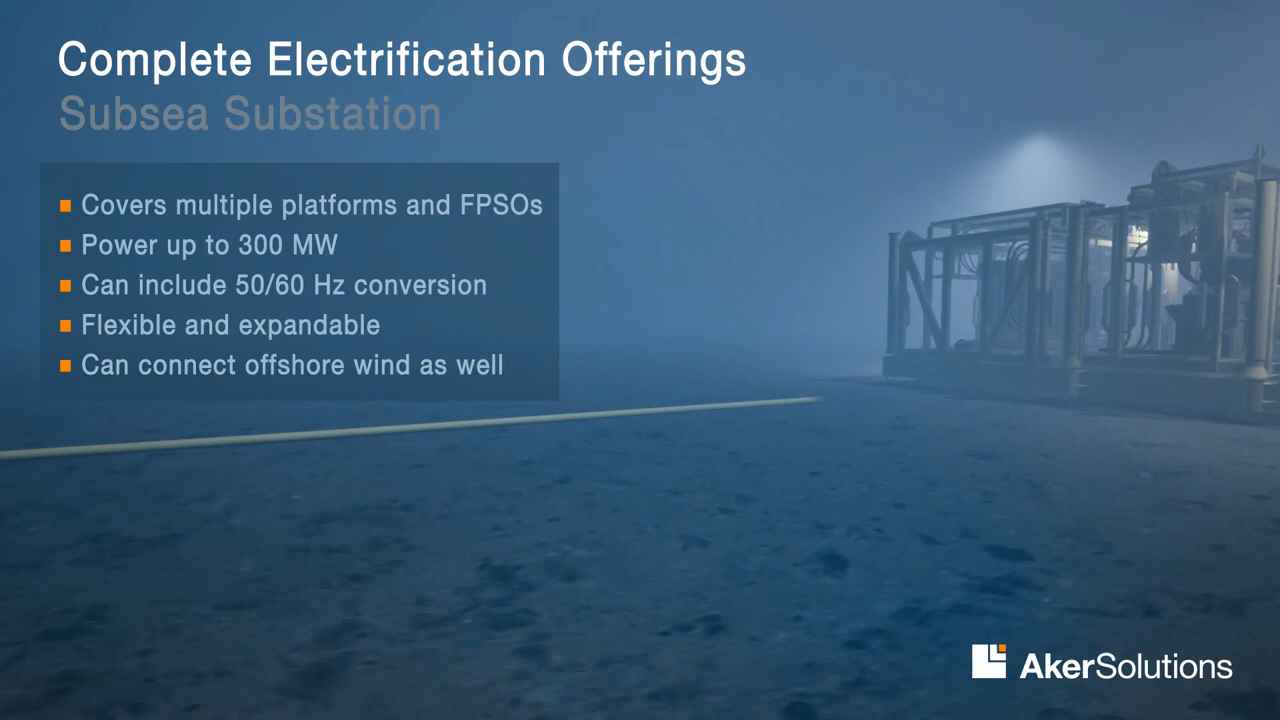 Complete Electrification Offerings
Subsea Substation
Covers multiple platforms and FPSOs
Power up to 300 MW
Can include 50/60 Hz conversion
Flexible and expandable
Can connect offshore wind as well
AkerSolutions